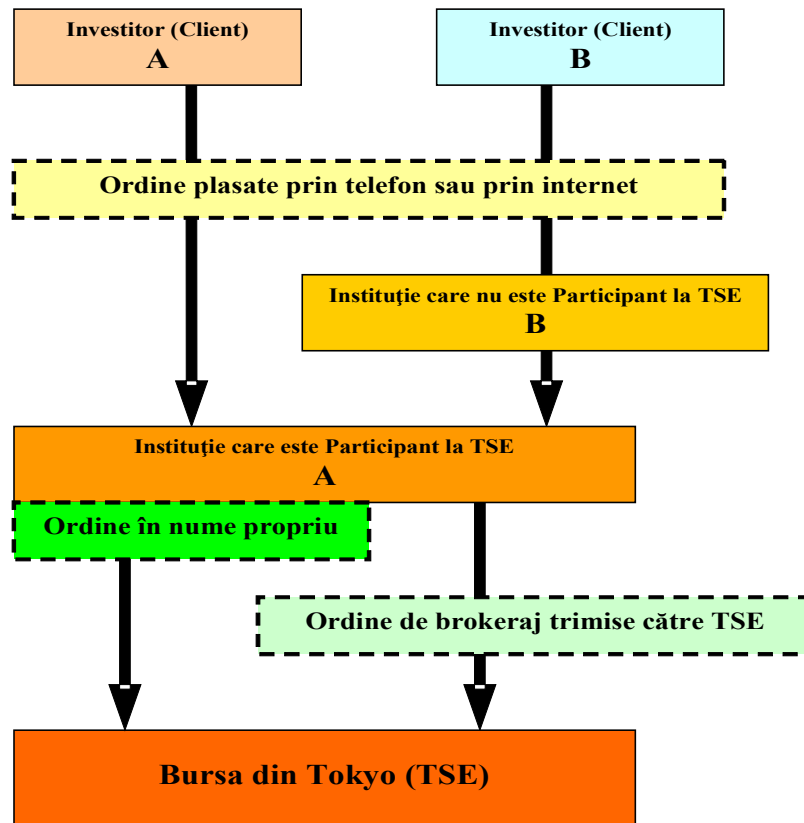 Investitor (Client)
A
Investitor (Client)
B
Ordine plasate prin telefon sau prin internet
Instituţie care nu este Participant la TSE
B
Instituţie care este Participant la TSE
A
Ordine în nume propriu
Ordine de brokeraj trimise către TSE
Bursa din Tokyo (TSE)